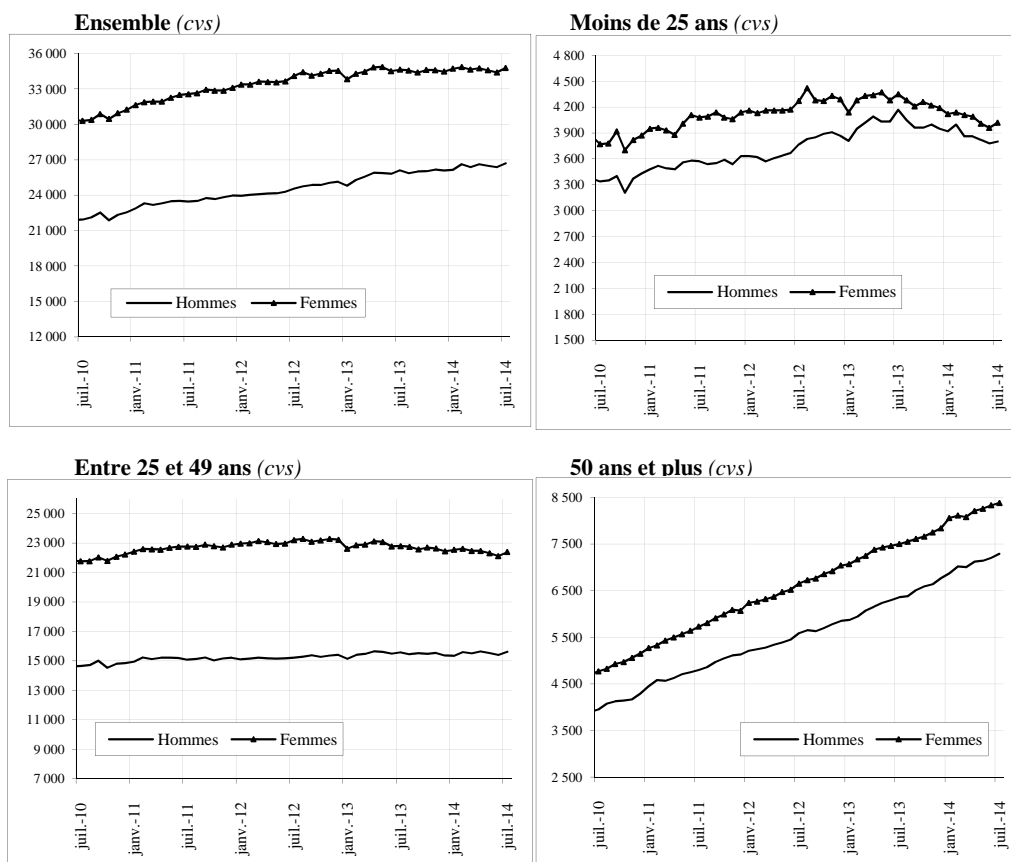 Ensemble (cvs)
36 000
33 000
30 000
27 000
24 000
21 000
18 000
15 000
12 000
Hommes Femmes
juil.-10
janv.-11
juil.-11
janv.-12
juil.-12
janv.-13
juil.-13
janv.-14
juil.-14
Moins de 25 ans (cvs)
4 800
4 500
4 200
3 900
3 600
3 300
3 000
2 700
2 400
2 100
1 800
1 500
Hommes Femmes
juil.-10
janv.-11
juil.-11
janv.-12
juil.-12
janv.-13
juil.-13
janv.-14
juil.-14
Entre 25 et 49 ans (cvs)
25 000
23 000
21 000
19 000
17 000
15 000
13 000
11 000
9 000
7 000
Hommes Femmes
juil.-10
janv.-11
juil.-11
janv.-12
juil.-12
janv.-13
juil.-13
janv.-14
juil.-14
50 ans et plus (cvs)
8 500
7 500
6 500
5 500
4 500
3 500
2 500
Hommes Femmes
juil.-10
janv.-11
juil.-11
janv.-12
juil.-12
janv.-13
juil.-13
janv.-14
juil.-14